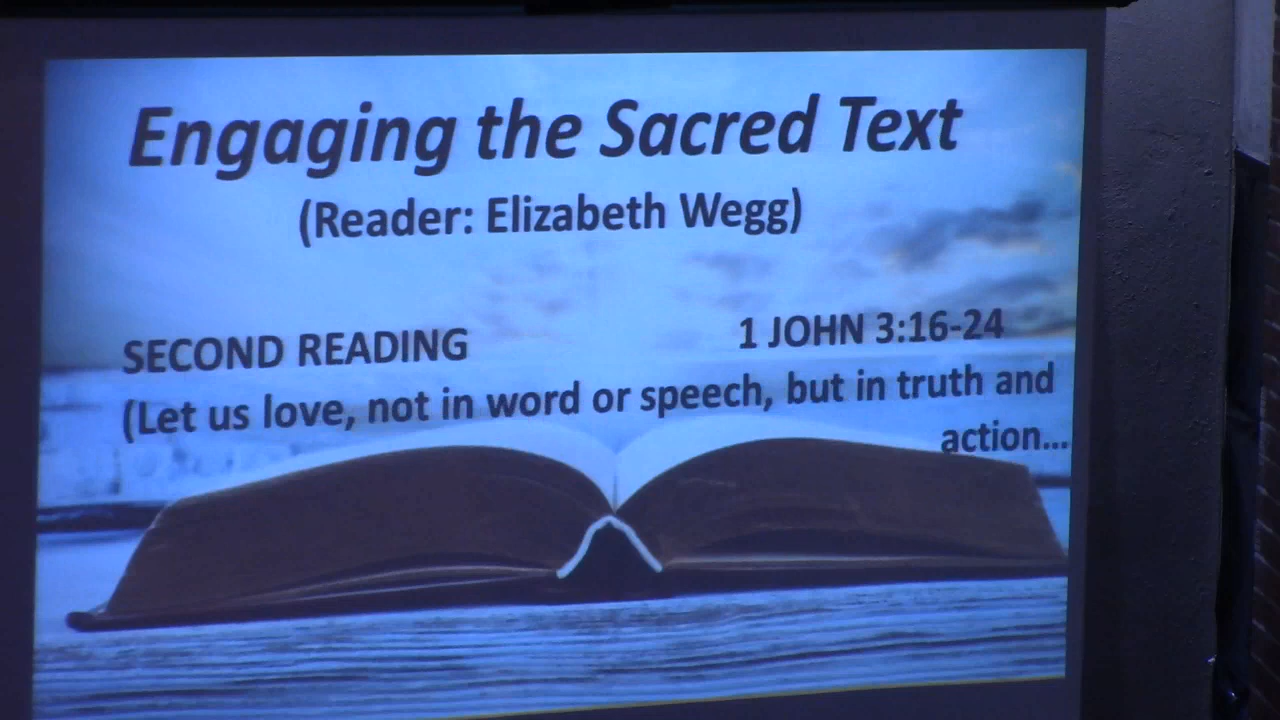 Engaging the Sacred Text
(Reader: Elizabeth Wegg)
SECOND READING 1 JOHN 3:16-24
(Let us love, not in word or speech, but in truth and
action...